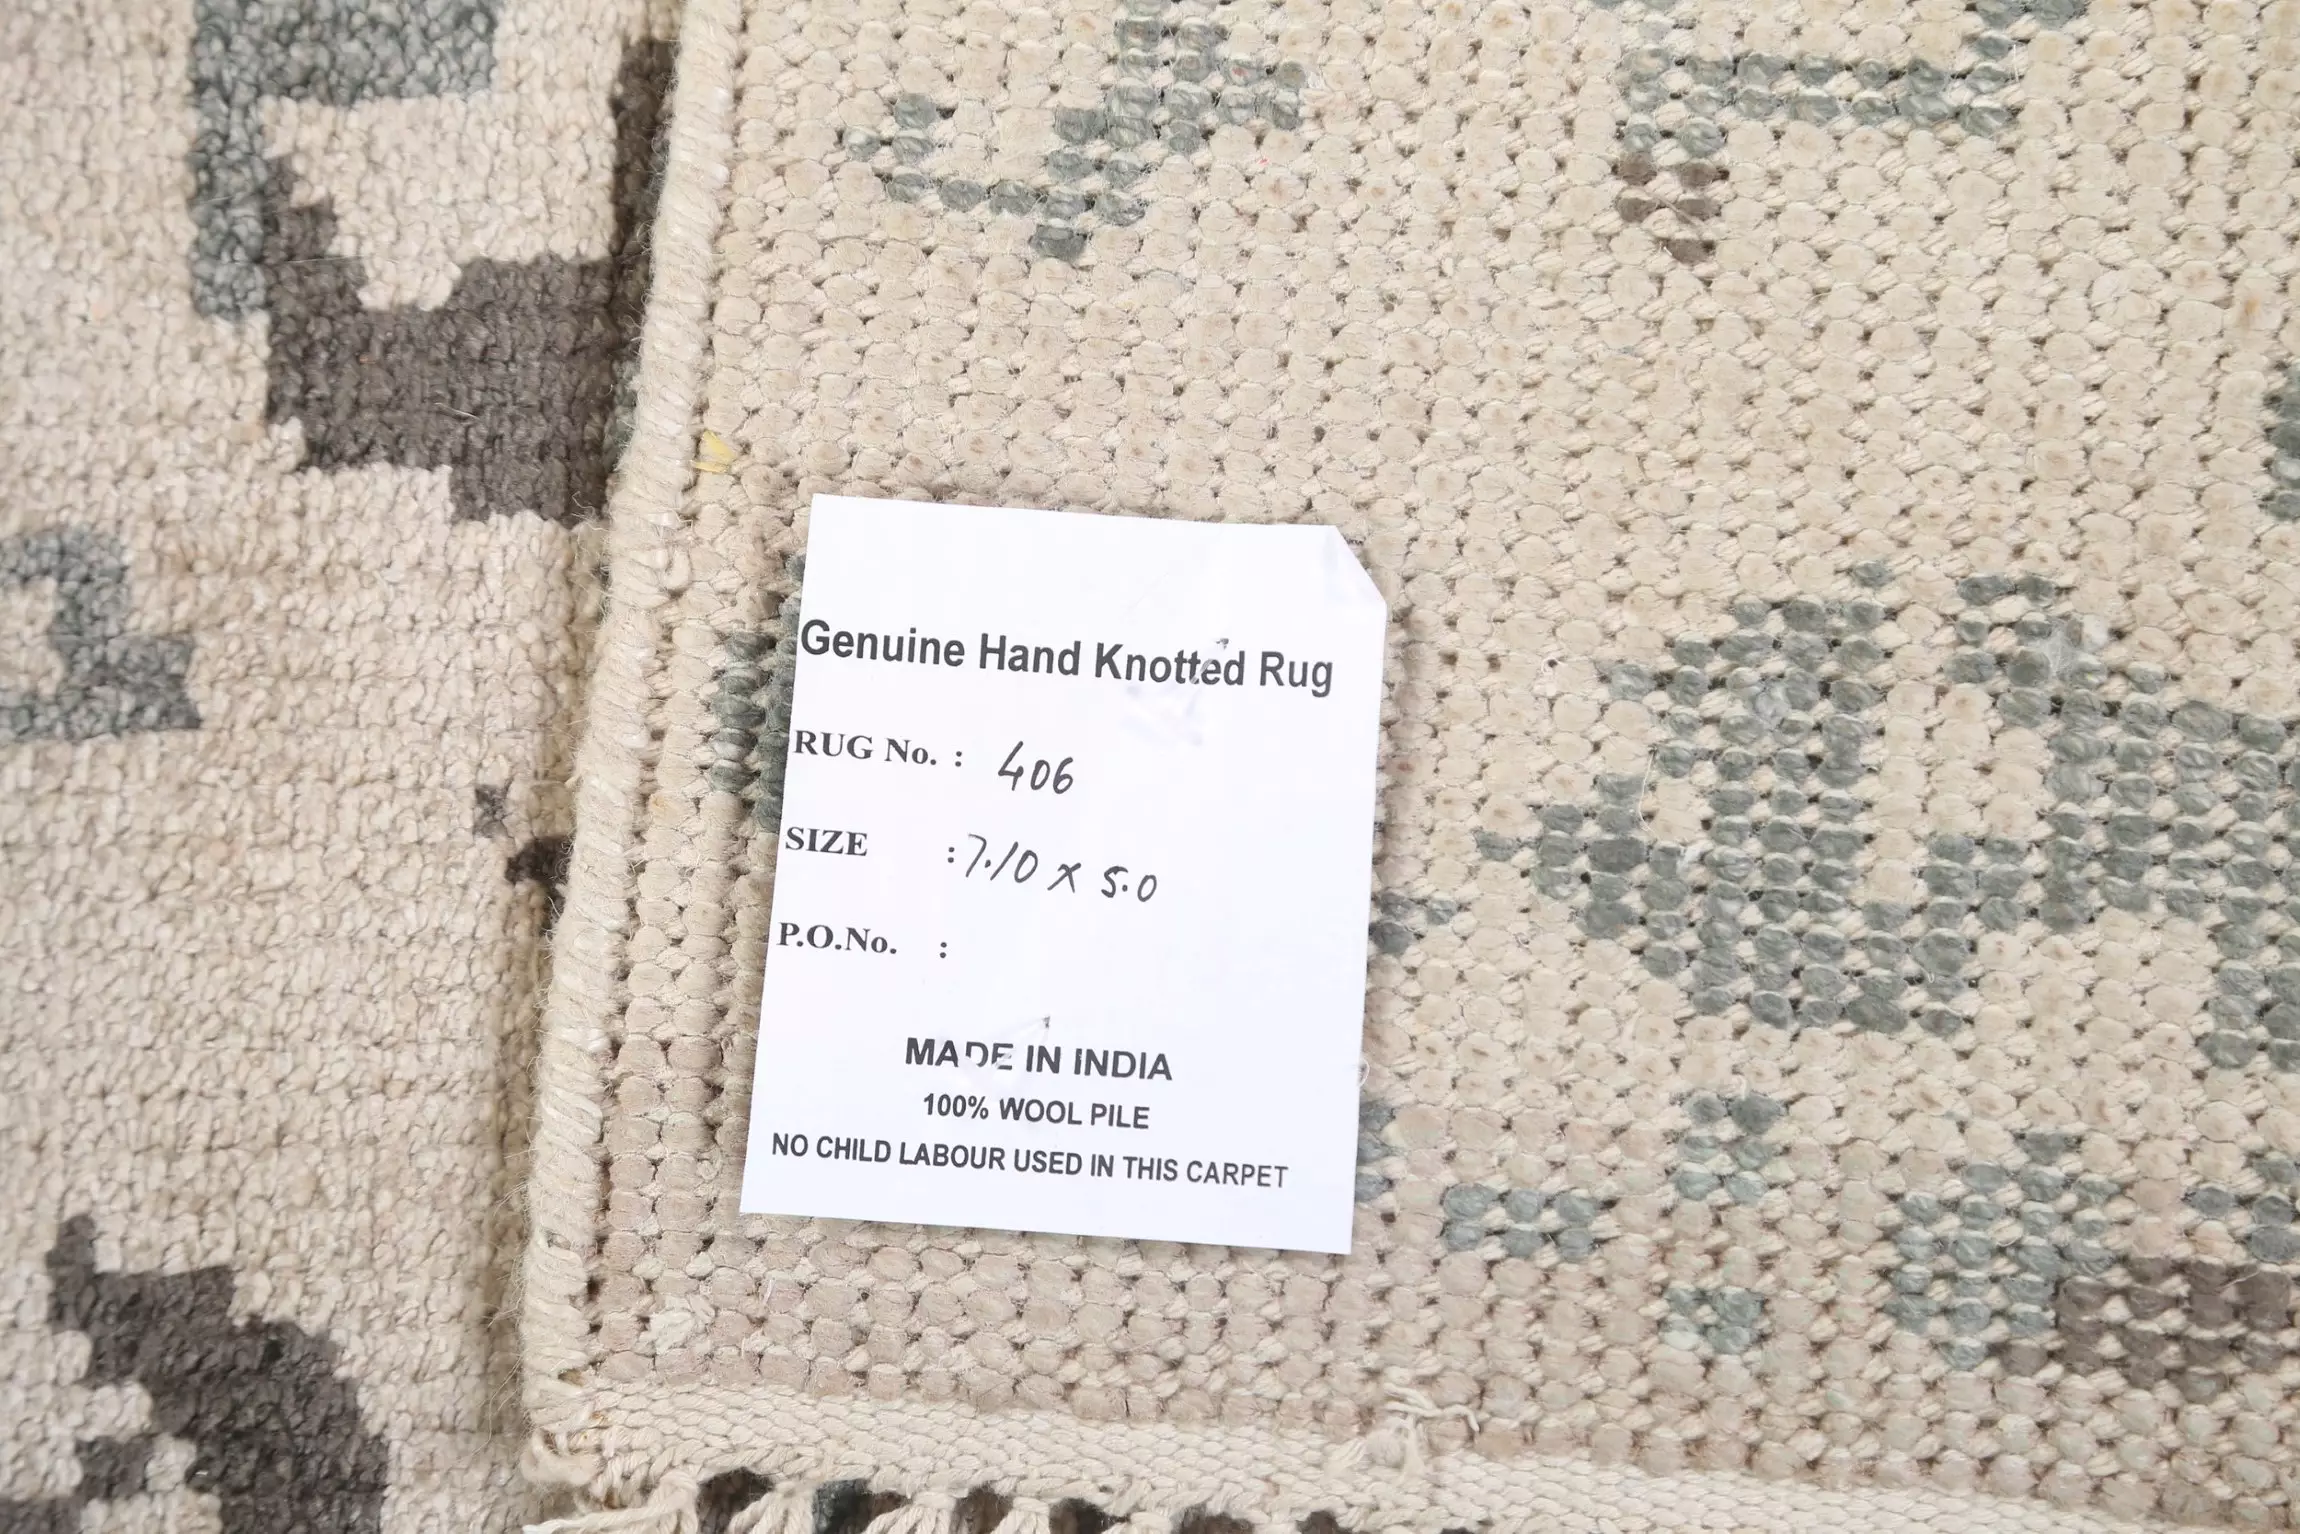 Genuine Hand Knotted Rug
RUG No. : 406
SIZE : 7.10 x 5.0
P.O.No. :
MADE IN INDIA
100% WOOL PILE
NO CHILD LABOUR USED IN THIS CARPET